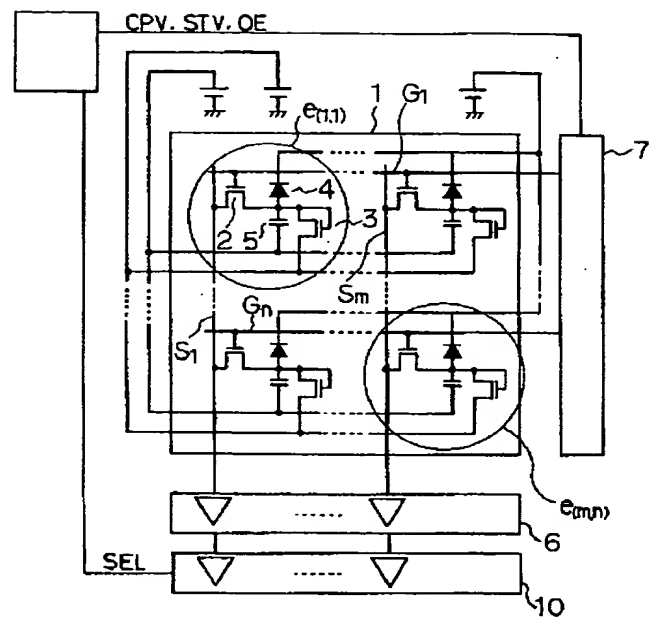 CPV. STV. OE
e(1,1)
1
G1
7
4
2
5
3
Sm
Gn
S1
e(m,n)
6
SEL
10